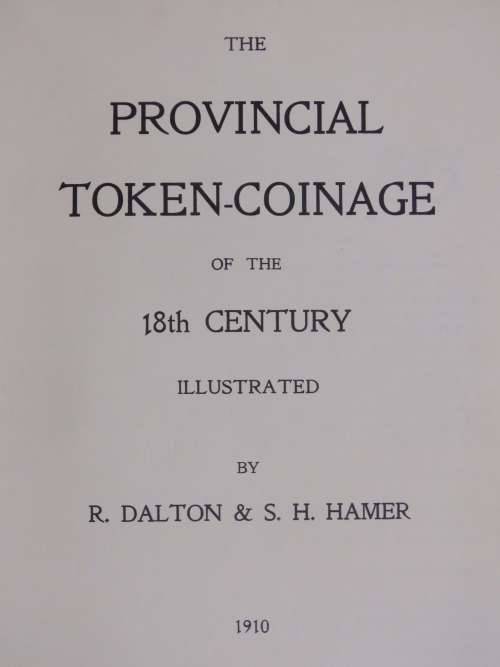 THE
PROVINCIAL
TOKEN-COINAGE
OF THE
18th CENTURY
ILLUSTRATED
BY
R. DALTON & S. H. HAMER
1910